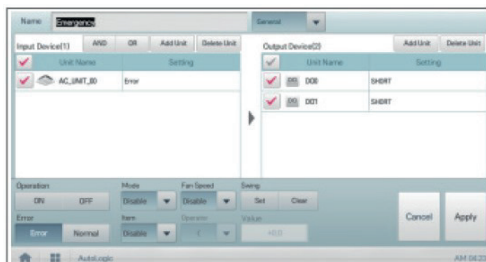 Name Emergency General
Input Device(1) AND OR Add Unit Delete Unit Output Device(2) Add Unit Delete Unit
Unit Name Setting Unit Name Setting
AC_UNIT_80 Error DO0 SHORT
DO1 SHORT
Operation Mode Fan Speed Swing
ON OFF Disable Disable Set Clear
Error Item Operator Value
Error Normal Disable
Cancel Apply
AutoLogic